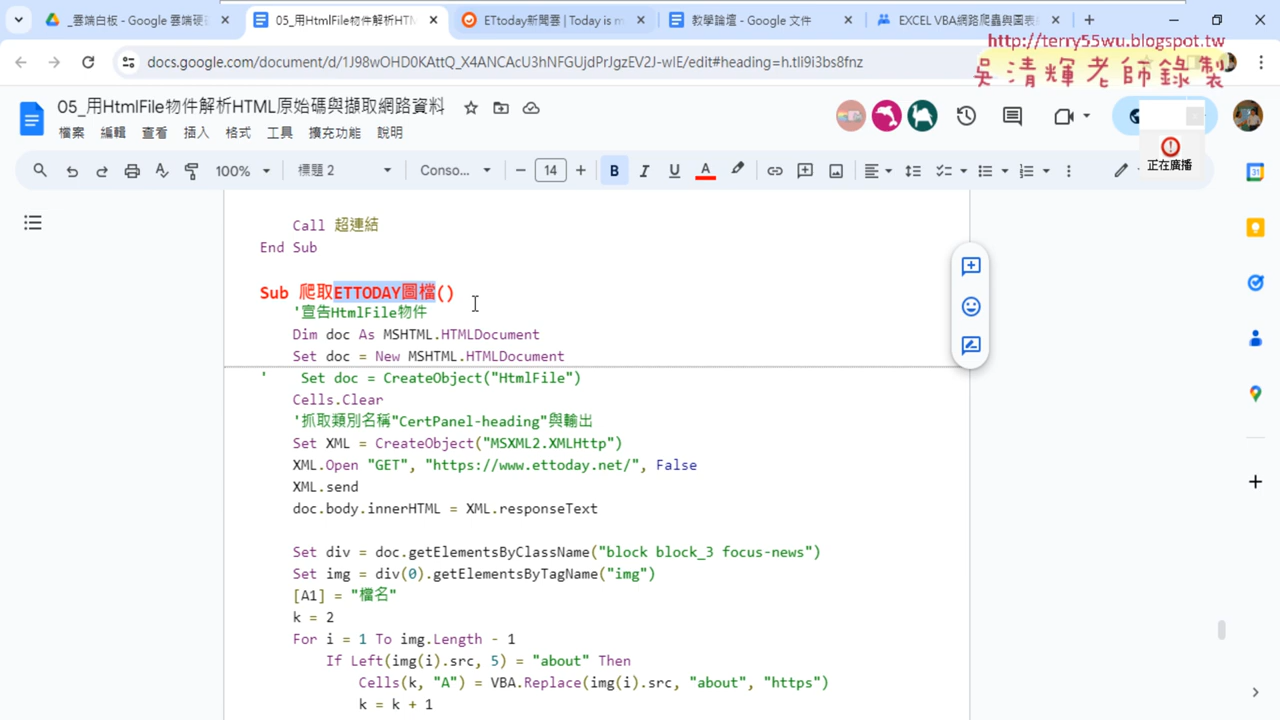 _雲端白板 - Google 雲端硬
05_用HtmlFile物件解析HTM
ETtoday新聞雲 | Today is m
教學論壇 - Google 文件
EXCEL VBA網路爬蟲與圖表
http://terry55wu.blogspot.tw
吳清輝老師錄製
docs.google.com/document/d/1J98wOHD0KAttQ_X4ANCAcU3hNFGUjdPrJgzEV2J-wIE/edit#heading=h.tli9i3bs8fnz
05_用HtmlFile物件解析HTML原始碼與擷取網路資料
檔案 編輯 查看 插入 格式 工具 擴充功能 說明
正在廣播
100% 標題 2 Conso... 14 B I U A
Call 超連結
End Sub
Sub 爬取ETTODAY圖檔()
'宣告HtmlFile物件
Dim doc As MSHTML.HTMLDocument
Set doc = New MSHTML.HTMLDocument
' Set doc = CreateObject("HtmlFile")
Cells.Clear
'抓取類別名稱"CertPanel-heading"與輸出
Set XML = CreateObject("MSXML2.XMLHttp")
XML.Open "GET", "https://www.ettoday.net/", False
XML.send
doc.body.innerHTML = XML.responseText
Set div = doc.getElementsByClassName("block block_3 focus-news")
Set img = div(0).getElementsByTagName("img")
[A1] = "檔名"
k = 2
For i = 1 To img.Length - 1
If Left(img(i).src, 5) = "about" Then
Cells(k, "A") = VBA.Replace(img(i).src, "about", "https")
k = k + 1